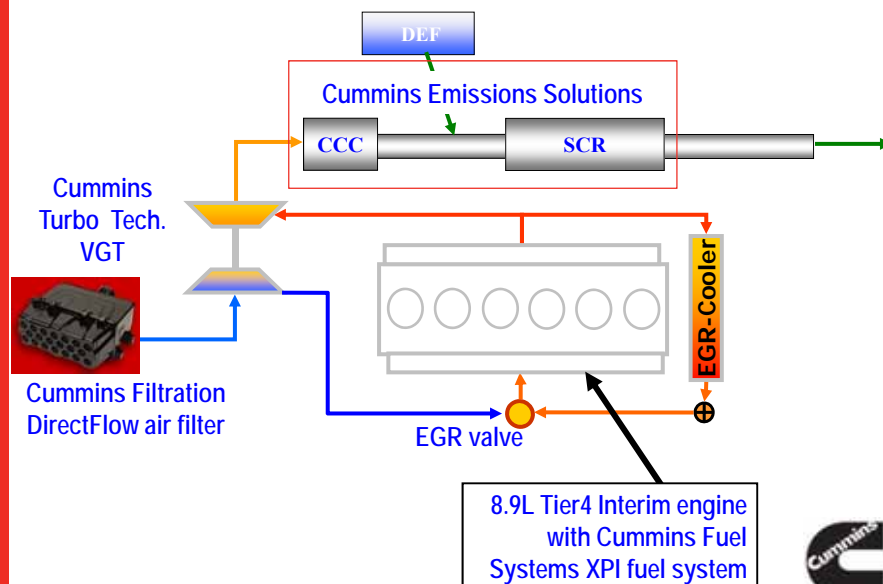 DEF
Cummins Emissions Solutions
CCC
SCR
Cummins
Turbo Tech.
VGT
EGR-Cooler
Cummins Filtration
DirectFlow air filter
EGR valve
8.9L Tier4 Interim engine
with Cummins Fuel
Systems XPI fuel system
Cummins